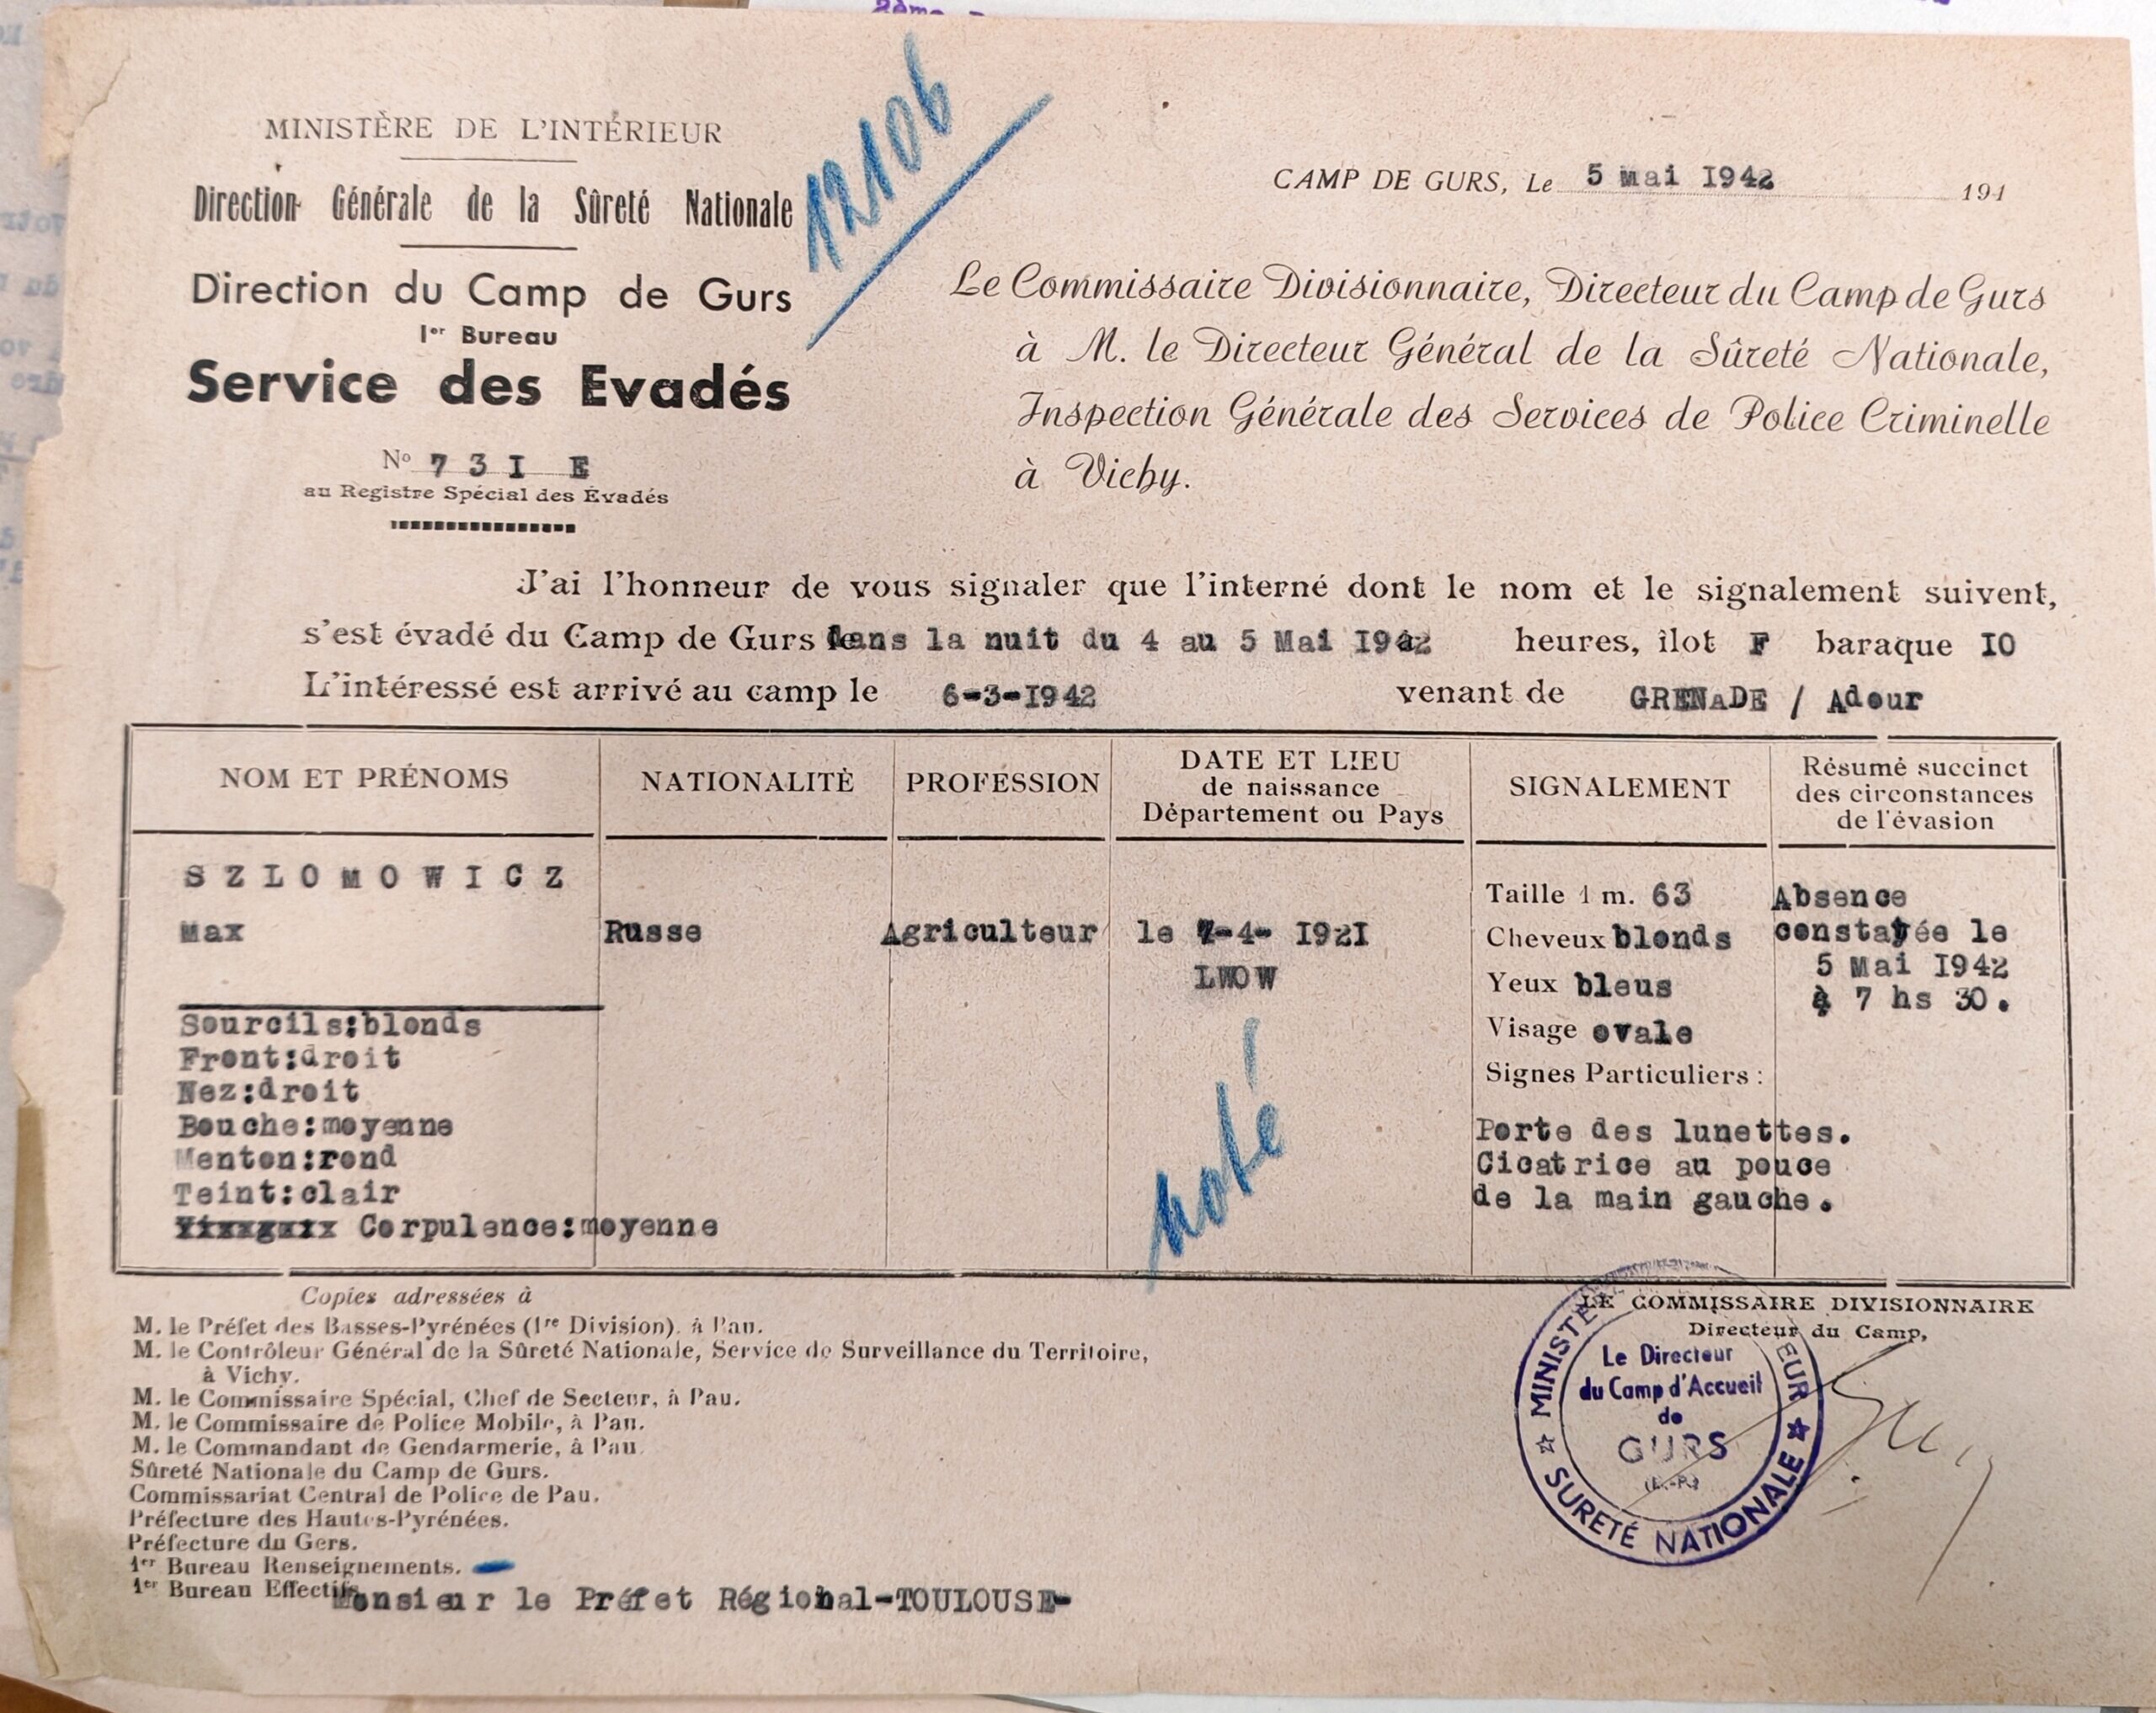 12106
MINISTÈRE DE L'INTÉRIEUR
Direction Générale de la Sûreté Nationale
Direction du Camp de Gurs
1er Bureau
Service des Evadés
No 7 3 I E
au Registre Spécial des Évadés
CAMP DE GURS, Le 5 Mai I942 194
Le Commissaire Divisionnaire, Directeur du Camp de Gurs
à M. le Directeur Général de la Sûreté Nationale,
Inspection Générale des Services de Police Criminelle
à Vichy.
J'ai l'honneur de vous signaler que l'interné dont le nom et le signalement suivent,
s'est évadé du Camp de Gurs le dans la nuit du 4 au 5 Mai I942 à heures, îlot F baraque IO
L'intéressé est arrivé au camp le 6-3-I942 venant de GRENADE / Adour
NOM ET PRÉNOMS NATIONALITÉ PROFESSION DATE ET LIEU de naissance Département ou Pays SIGNALEMENT Résumé succinct des circonstances de l'évasion
S Z L O M O W I C Z
Max Russe Agriculteur le 7-4- I92I
LWOW
Taille 1 m. 63
Cheveux blonds
Yeux bleus
Visage ovale
Signes Particuliers :
Porte des lunettes.
Cicatrice au pouce
de la main gauche.
Absence
constatée le
5 Mai I942
à 7 hs 30.
Sourcils:blonds
Front:droit
Nez:droit
Bouche:moyenne
Menton:rond
Teint:clair
Corpulence:moyenne
noté
Copies adressées à
M. le Préfet des Basses-Pyrénées (1re Division), à Pau.
M. le Contrôleur Général de la Sûreté Nationale, Service de Surveillance du Territoire,
à Vichy.
M. le Commissaire Spécial, Chef de Secteur, à Pau.
M. le Commissaire de Police Mobile, à Pau.
M. le Commandant de Gendarmerie, à Pau.
Sûreté Nationale du Camp de Gurs.
Commissariat Central de Police de Pau.
Préfecture des Hautes-Pyrénées.
Préfecture du Gers.
1er Bureau Renseignements.
1er Bureau Effectifs
Monsieur le Préfet Régional-TOULOUSE-
LE COMMISSAIRE DIVISIONNAIRE
Directeur du Camp,
Le Directeur
du Camp d'Accueil
de
GURS
(B.-P.)
SURETÉ NATIONALE